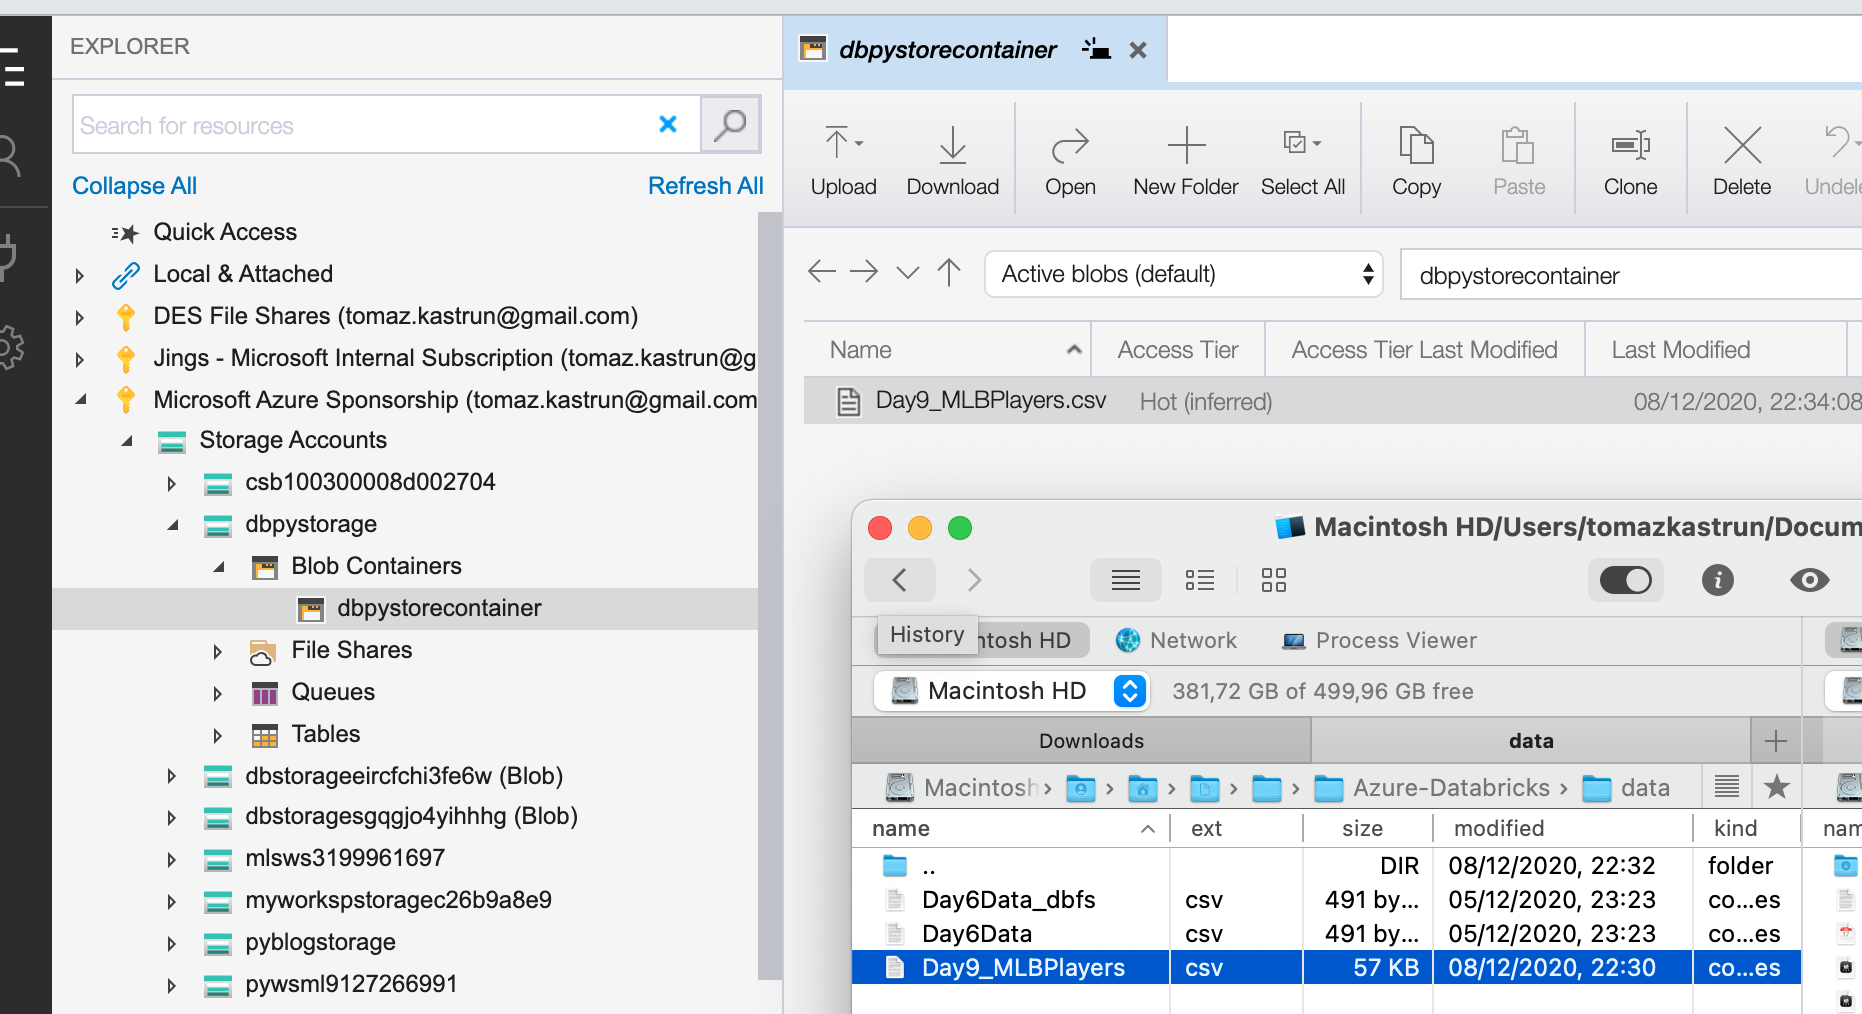 EXPLORER
Search for resources
Collapse All
Refresh All
Quick Access
Local & Attached
DES File Shares (tomaz.kastrun@gmail.com)
Jings - Microsoft Internal Subscription (tomaz.kastrun@g
Microsoft Azure Sponsorship (tomaz.kastrun@gmail.com
Storage Accounts
csb100300008d002704
dbpystorage
Blob Containers
dbpystorecontainer
File Shares
Queues
Tables
dbstorageeircfchi3fe6w (Blob)
dbstoragesgqgjo4yihhhg (Blob)
mlsws3199961697
myworkspstoragec26b9a8e9
pyblogstorage
pywsml9127266991
dbpystorecontainer
Upload Download Open New Folder Select All Copy Paste Clone Delete Undele
Active blobs (default) dbpystorecontainer
Name Access Tier Access Tier Last Modified Last Modified
Day9_MLBPlayers.csv Hot (inferred) 08/12/2020, 22:34:08
Macintosh HD/Users/tomazkastrun/Docum
History
ntosh HD Network Process Viewer
Macintosh HD 381,72 GB of 499,96 GB free
Downloads data
Macintosh Azure-Databricks data
name ext size modified kind nam
.. DIR 08/12/2020, 22:32 folder
Day6Data_dbfs csv 491 by... 05/12/2020, 23:23 co...es
Day6Data csv 491 by... 05/12/2020, 23:23 co...es
Day9_MLBPlayers csv 57 KB 08/12/2020, 22:30 co...es